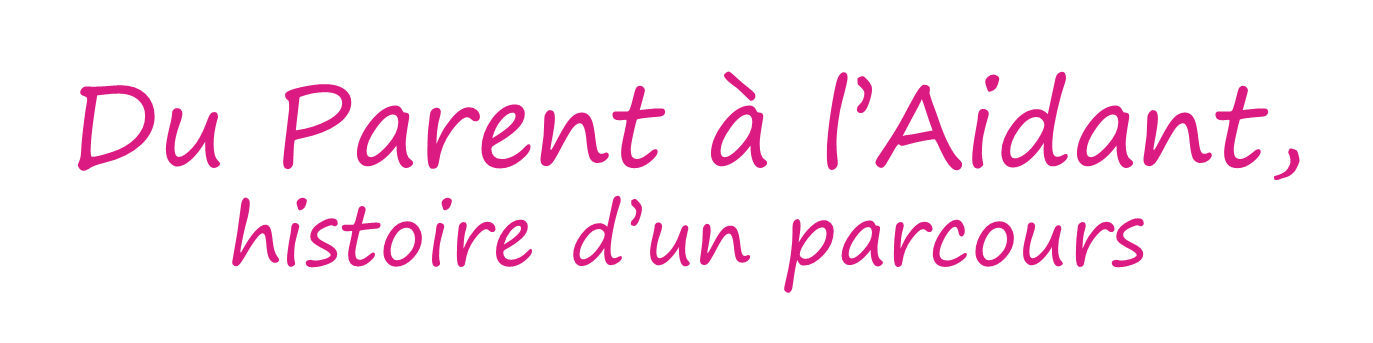 Du Parent à l’Aidant,
histoire d’un parcours